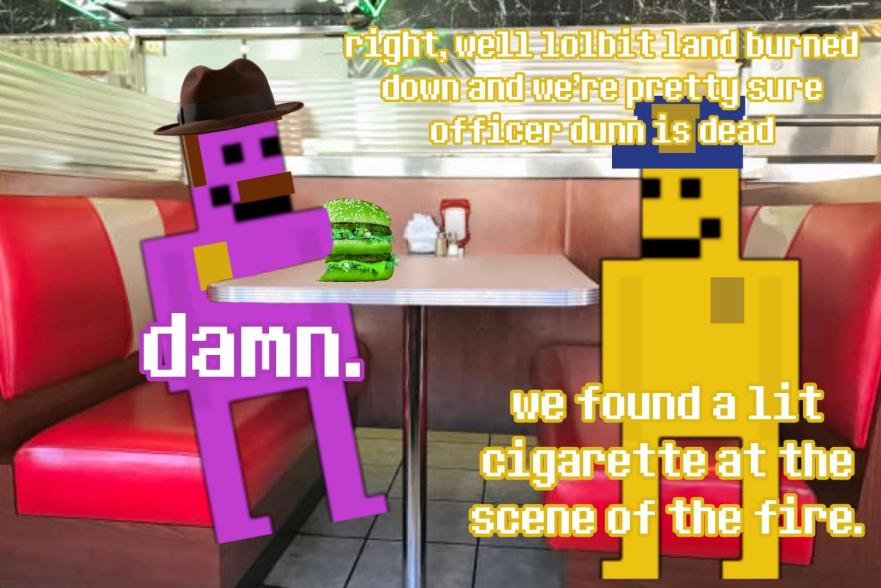 right, well lolbit land burned
down and we're pretty sure
officer dunn is dead
damn.
we found a lit
cigarette at the
scene of the fire.